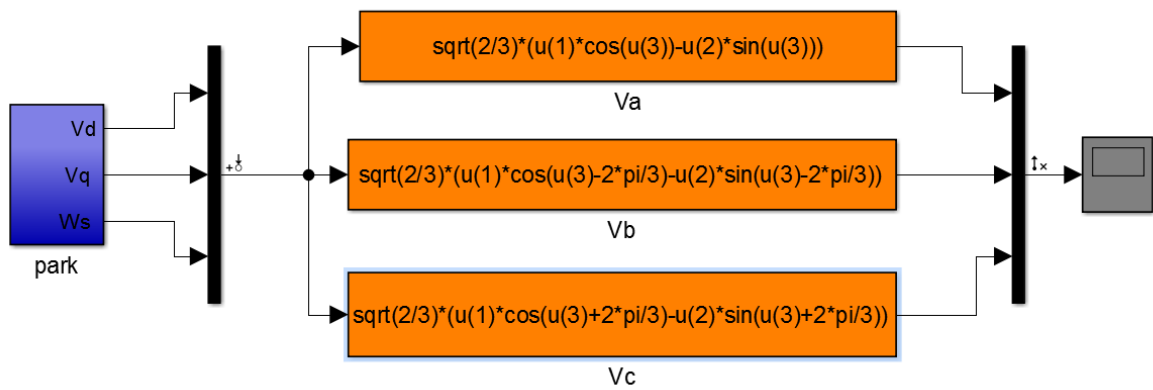 sqrt(2/3)*(u(1)*cos(u(3))-u(2)*sin(u(3)))
Va
Vd
Vq
Ws
park
sqrt(2/3)*(u(1)*cos(u(3)-2*pi/3)-u(2)*sin(u(3)-2*pi/3))
Vb
sqrt(2/3)*(u(1)*cos(u(3)+2*pi/3)-u(2)*sin(u(3)+2*pi/3))
Vc